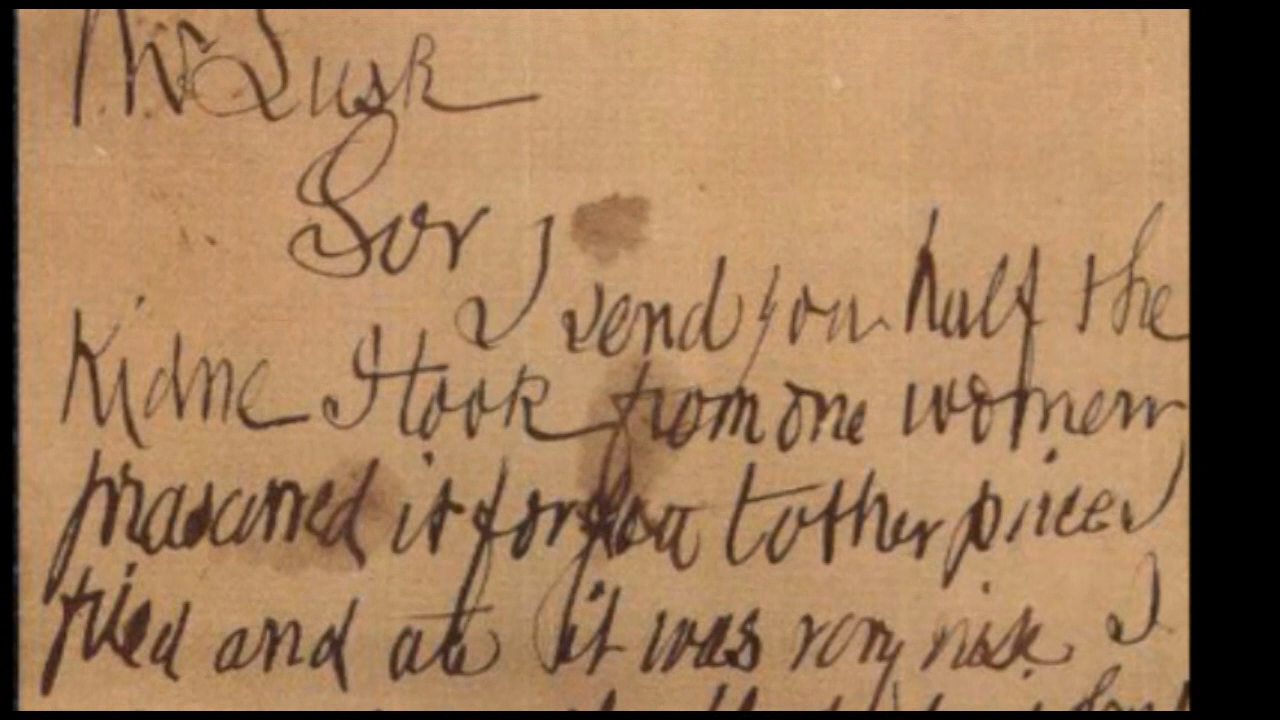 Mr Lusk
Sor
I send you half the
Kidne I took from one women
prasarved it for you tother piece I
fried and ate it was very nise I